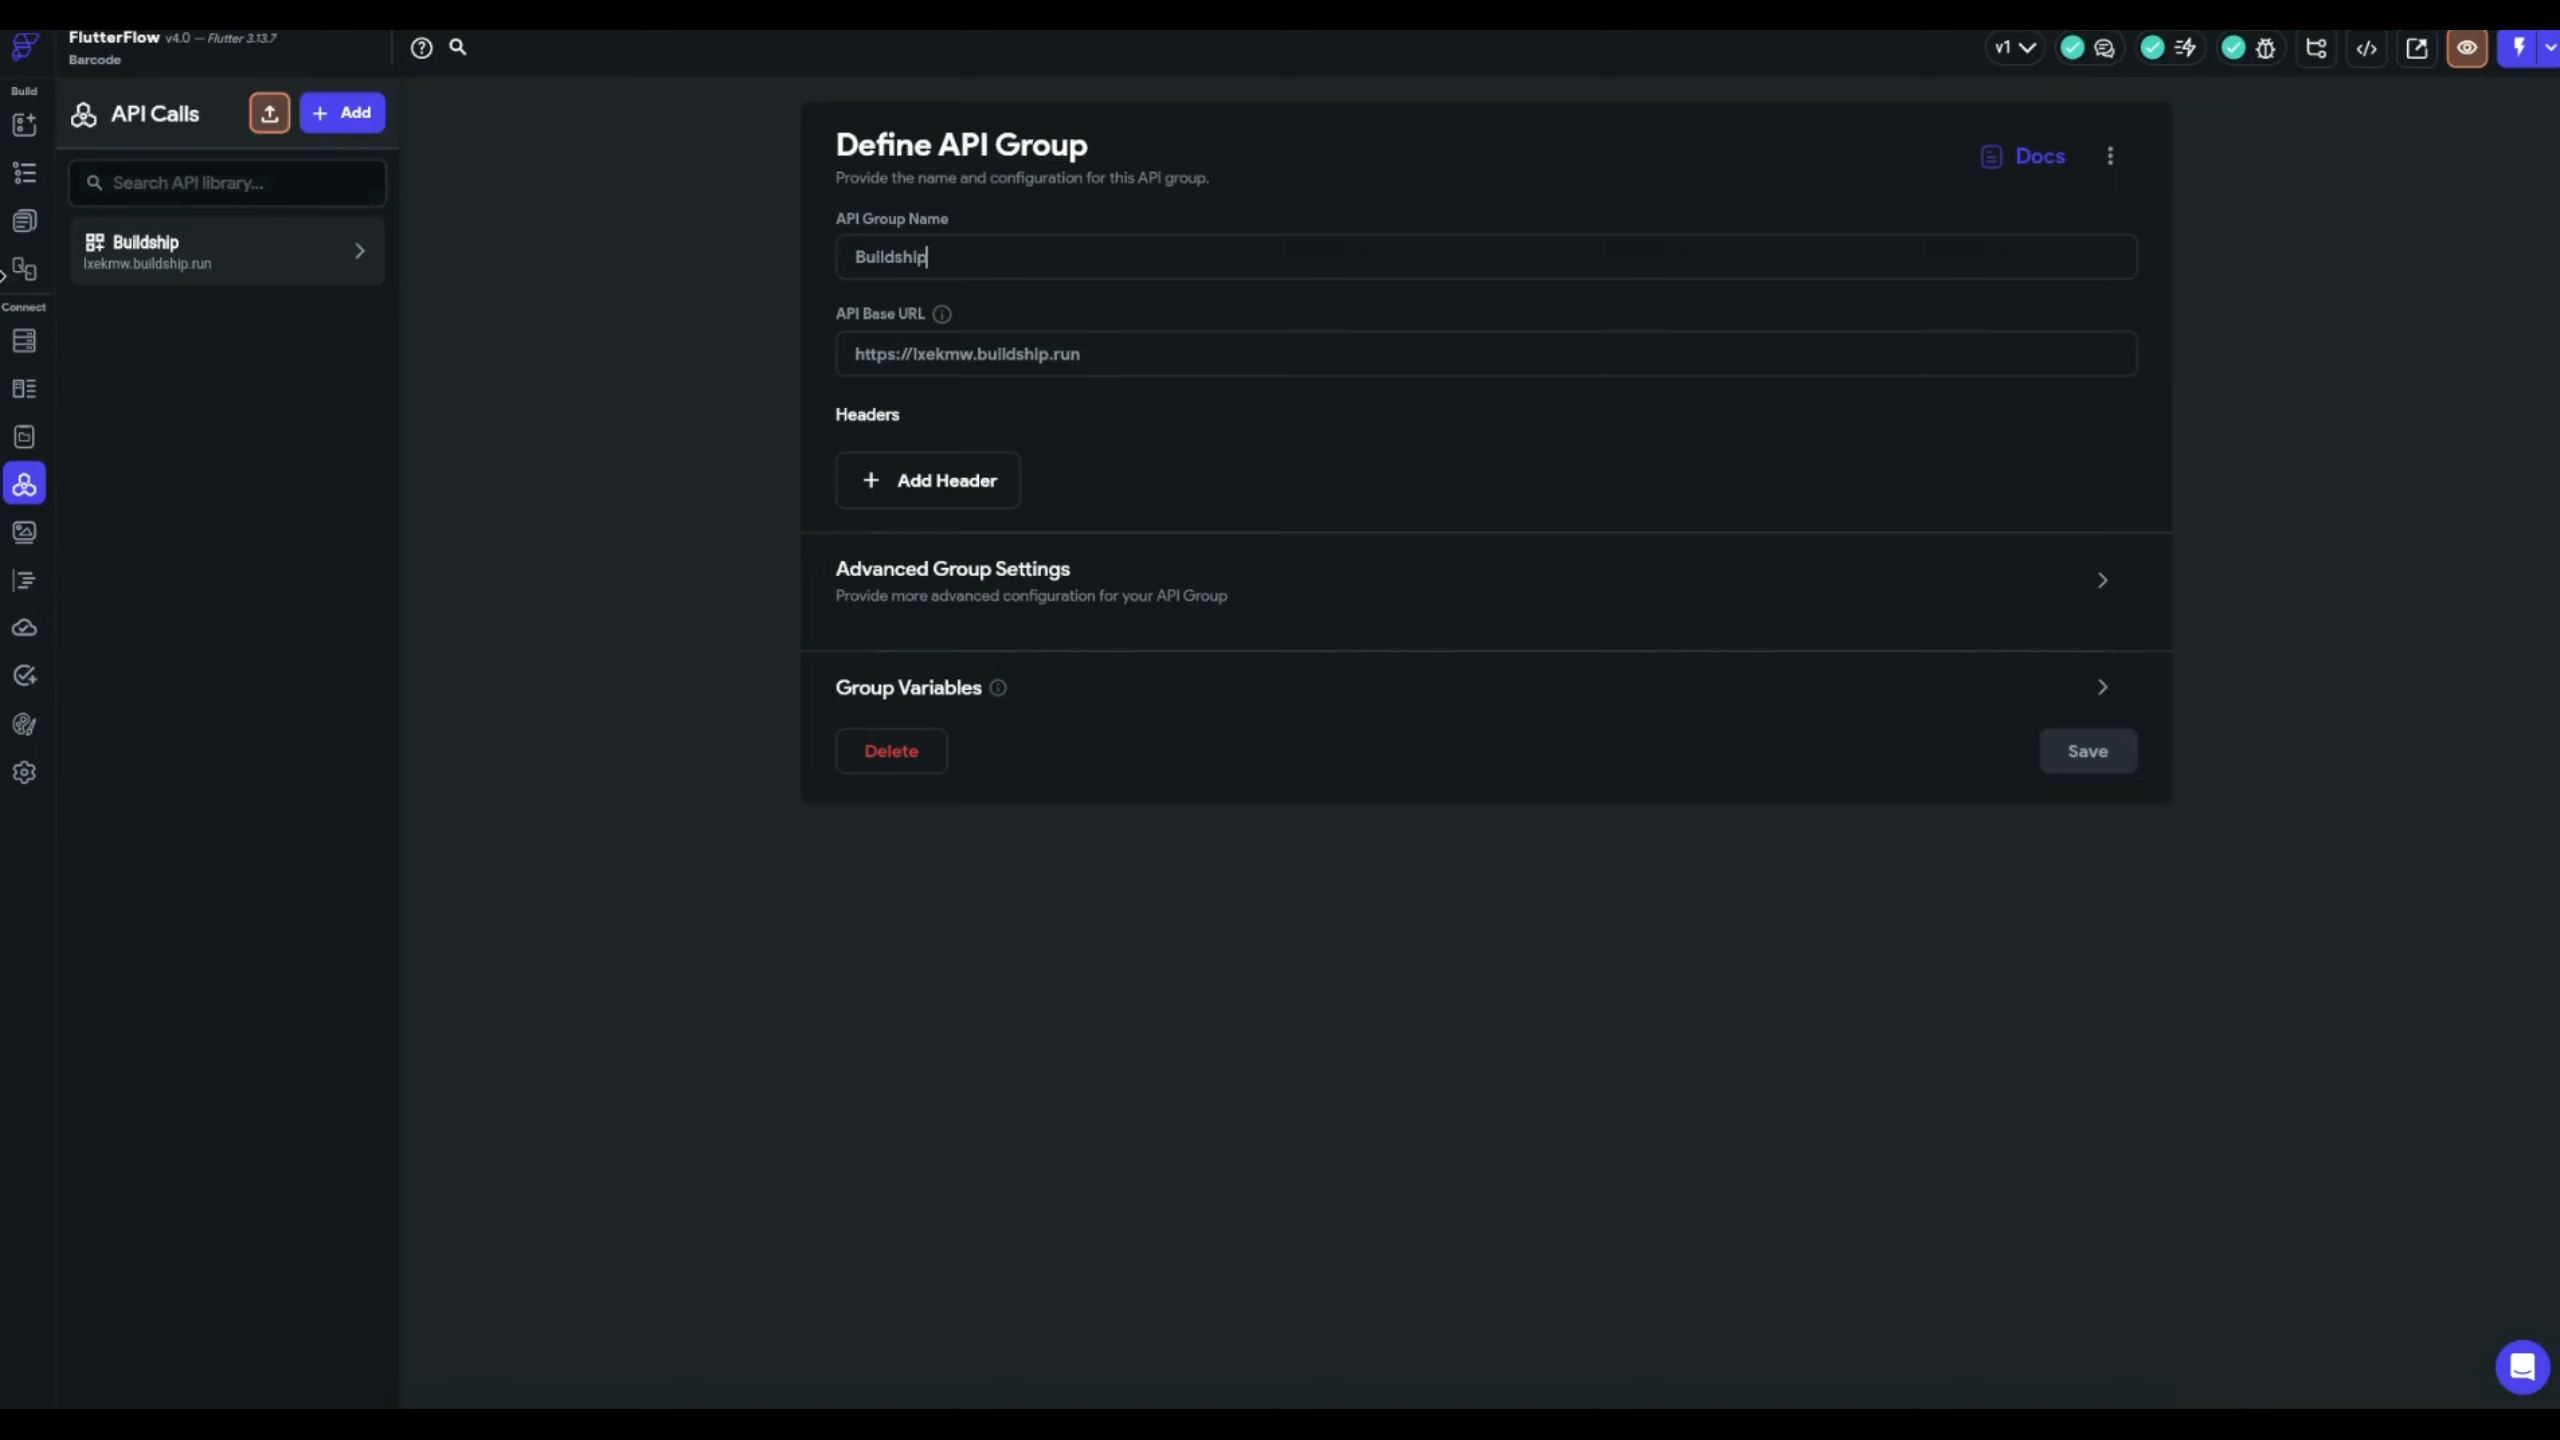 FlutterFlow v4.0 — Flutter 3.13.7
Barcode
v1
Build
API Calls
Add
Search API library...
Buildship
lxekmw.buildship.run
Connect
Define API Group
Provide the name and configuration for this API group.
Docs
API Group Name
Buildship
API Base URL
https://lxekmw.buildship.run
Headers
Add Header
Advanced Group Settings
Provide more advanced configuration for your API Group
Group Variables
Delete
Save